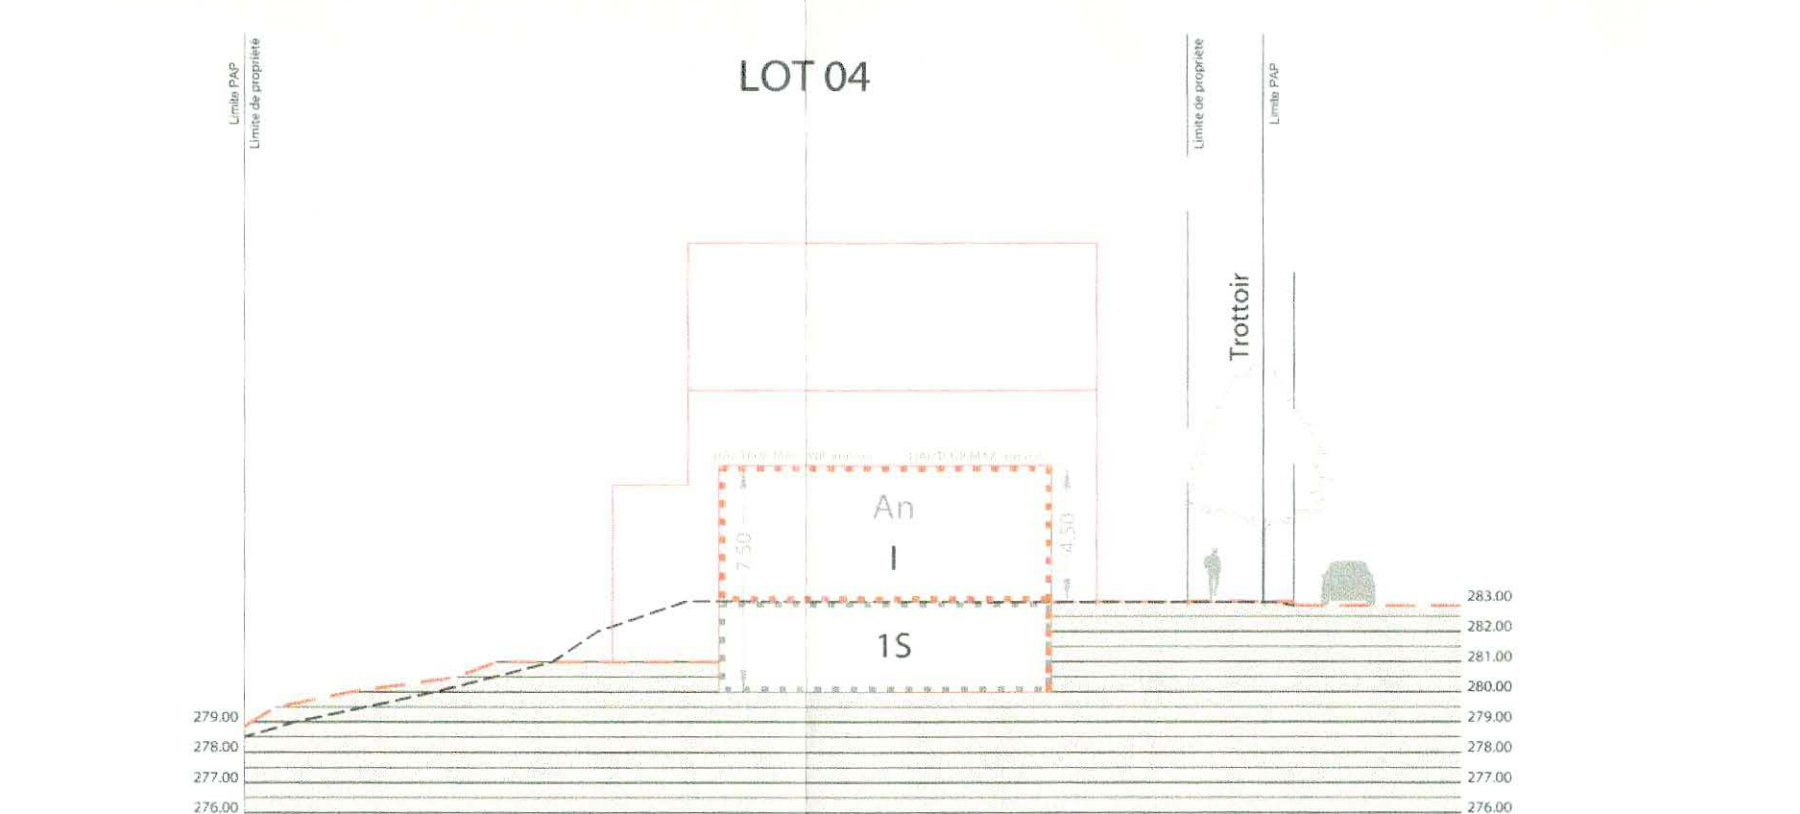 Limite PAP
Limite de propriété
LOT 04
Limite de propriété
Limite PAP
Trottoir
An
I
7.50
4.50
1S
283.00
282.00
281.00
280.00
279.00
279.00
278.00
278.00
277.00
277.00
276.00
276.00